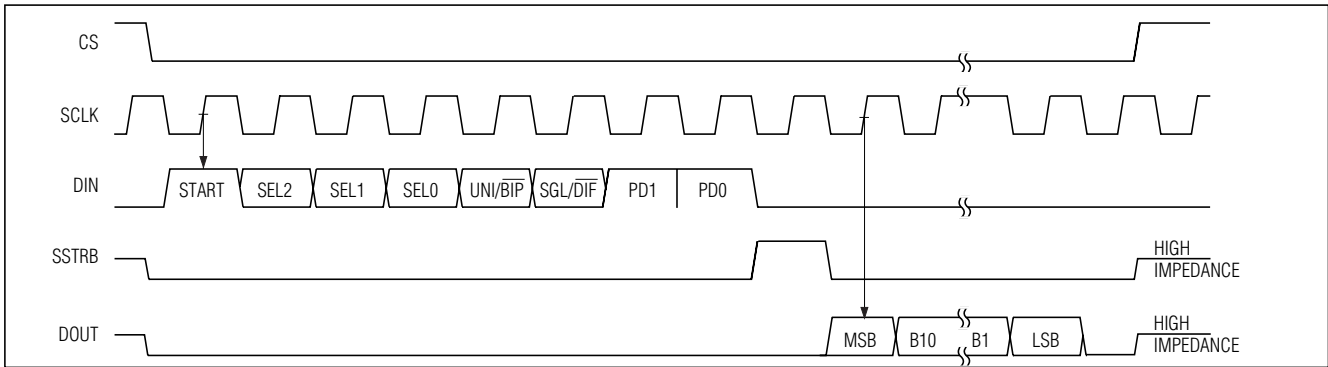 CS
SCLK
DIN
START SEL2 SEL1 SEL0 UNI/BIP SGL/DIF PD1 PD0
SSTRB
HIGH
IMPEDANCE
DOUT
MSB B10 B1 LSB
HIGH
IMPEDANCE